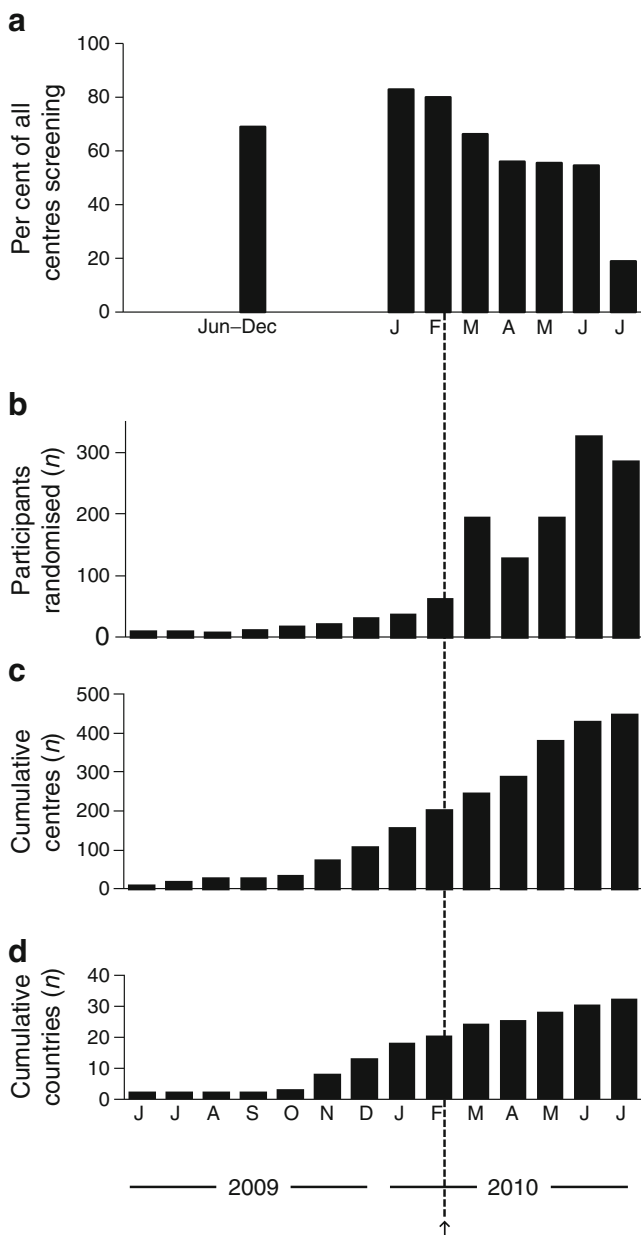 a
Per cent of all
centres screening
100
80
60
40
20
0
Jun–Dec
J F M A M J J
b
Participants
randomised (n)
300
200
100
0
c
Cumulative
centres (n)
500
400
300
200
100
0
d
Cumulative
countries (n)
40
30
20
10
0
J J A S O N D J F M A M J J
2009 2010